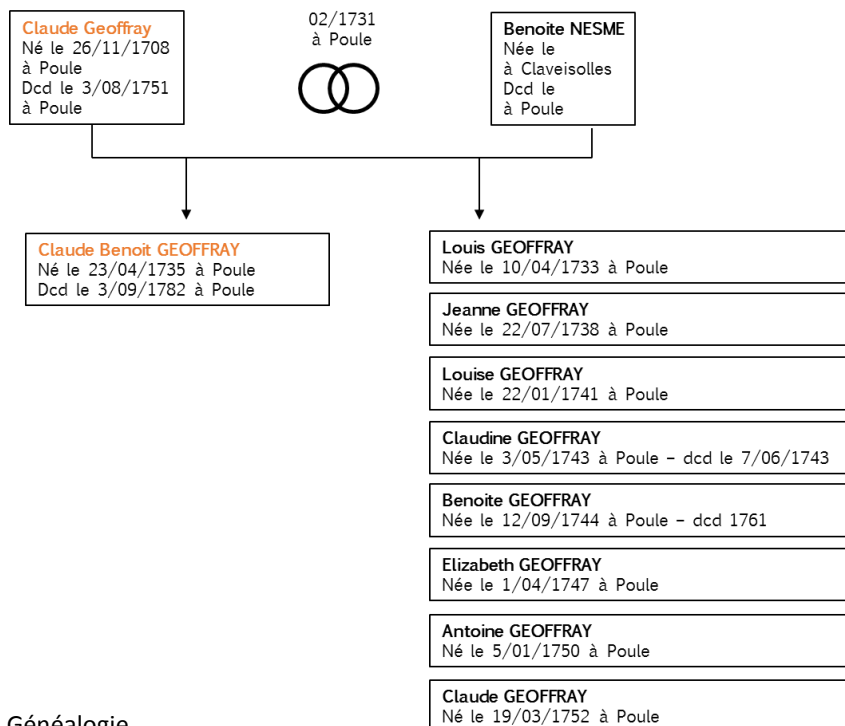 Claude Geoffray
Né le 26/11/1708
à Poule
Dcd le 3/08/1751
à Poule
02/1731
à Poule
Benoite NESME
Née le
à Claveisolles
Dcd le
à Poule
Claude Benoit GEOFFRAY
Né le 23/04/1735 à Poule
Dcd le 3/09/1782 à Poule
Louis GEOFFRAY
Née le 10/04/1733 à Poule
Jeanne GEOFFRAY
Née le 22/07/1738 à Poule
Louise GEOFFRAY
Née le 22/01/1741 à Poule
Claudine GEOFFRAY
Née le 3/05/1743 à Poule – dcd le 7/06/1743
Benoite GEOFFRAY
Née le 12/09/1744 à Poule – dcd 1761
Elizabeth GEOFFRAY
Née le 1/04/1747 à Poule
Antoine GEOFFRAY
Né le 5/01/1750 à Poule
Claude GEOFFRAY
Né le 19/03/1752 à Poule
Généalogie